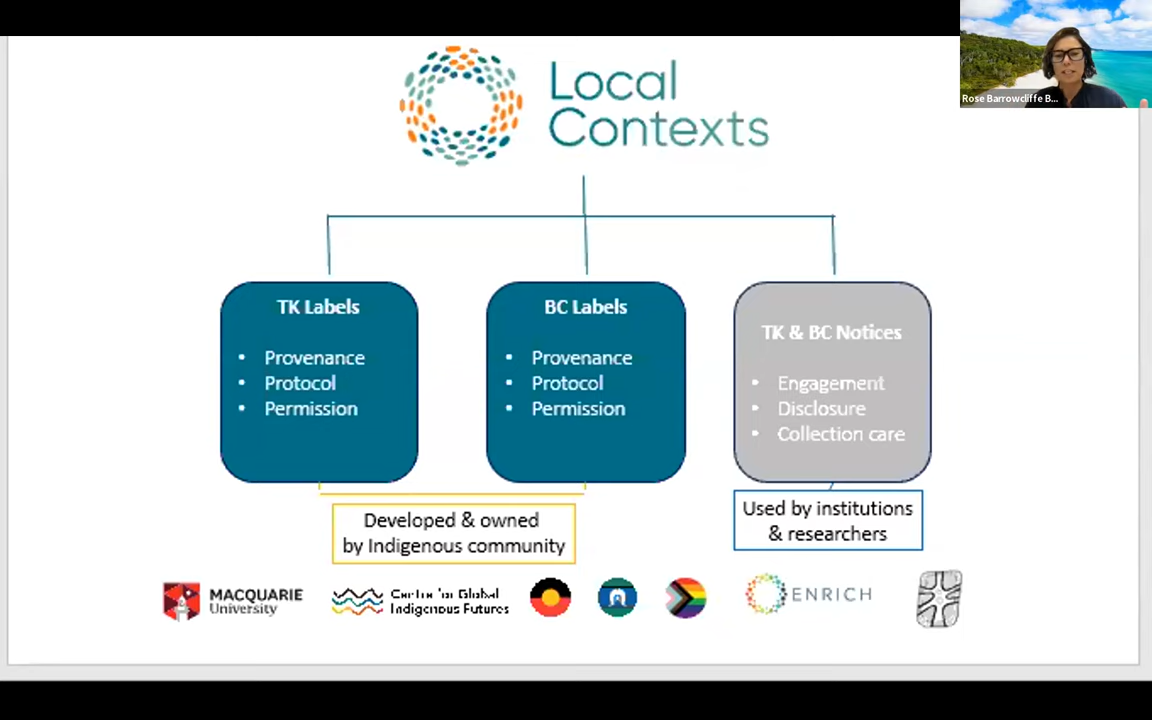 Rose Barrowcliffe B...
Local
Contexts
TK Labels
• Provenance
• Protocol
• Permission
BC Labels
• Provenance
• Protocol
• Permission
TK & BC Notices
• Engagement
• Disclosure
• Collection care
Developed & owned
by Indigenous community
Used by institutions
& researchers
MACQUARIE
University
Centre for Global
Indigenous Futures
ENRICH